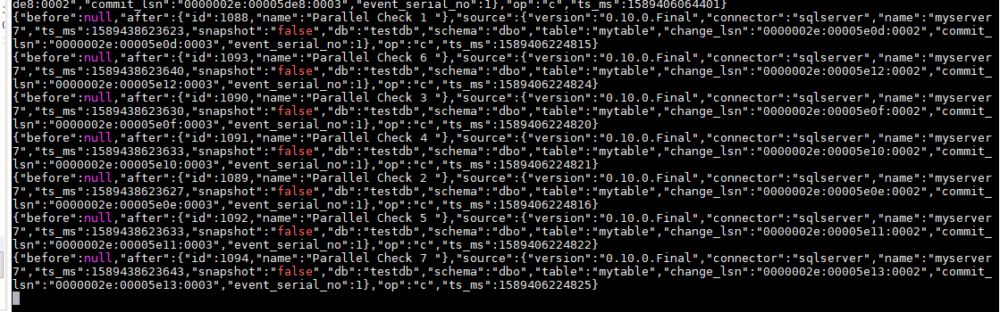 de8:0002","commit_lsn":"0000002e:00005de8:0003","event_serial_no":1},"op":"c","ts_ms":1589406064401}
{"before":null,"after":{"id":1088,"name":"Parallel Check 1 "},"source":{"version":"0.10.0.Final","connector":"sqlserver","name":"myserver
7","ts_ms":1589438623623,"snapshot":"false","db":"testdb","schema":"dbo","table":"mytable","change_lsn":"0000002e:00005e0d:0002","commit_
lsn":"0000002e:00005e0d:0003","event_serial_no":1},"op":"c","ts_ms":1589406224815}
{"before":null,"after":{"id":1093,"name":"Parallel Check 6 "},"source":{"version":"0.10.0.Final","connector":"sqlserver","name":"myserver
7","ts_ms":1589438623640,"snapshot":"false","db":"testdb","schema":"dbo","table":"mytable","change_lsn":"0000002e:00005e12:0002","commit_
lsn":"0000002e:00005e12:0003","event_serial_no":1},"op":"c","ts_ms":1589406224824}
{"before":null,"after":{"id":1090,"name":"Parallel Check 3 "},"source":{"version":"0.10.0.Final","connector":"sqlserver","name":"myserver
7","ts_ms":1589438623630,"snapshot":"false","db":"testdb","schema":"dbo","table":"mytable","change_lsn":"0000002e:00005e0f:0002","commit_
lsn":"0000002e:00005e0f:0003","event_serial_no":1},"op":"c","ts_ms":1589406224820}
{"before":null,"after":{"id":1091,"name":"Parallel Check 4 "},"source":{"version":"0.10.0.Final","connector":"sqlserver","name":"myserver
7","ts_ms":1589438623633,"snapshot":"false","db":"testdb","schema":"dbo","table":"mytable","change_lsn":"0000002e:00005e10:0002","commit_
lsn":"0000002e:00005e10:0003","event_serial_no":1},"op":"c","ts_ms":1589406224821}
{"before":null,"after":{"id":1089,"name":"Parallel Check 2 "},"source":{"version":"0.10.0.Final","connector":"sqlserver","name":"myserver
7","ts_ms":1589438623627,"snapshot":"false","db":"testdb","schema":"dbo","table":"mytable","change_lsn":"0000002e:00005e0e:0002","commit_
lsn":"0000002e:00005e0e:0003","event_serial_no":1},"op":"c","ts_ms":1589406224816}
{"before":null,"after":{"id":1092,"name":"Parallel Check 5 "},"source":{"version":"0.10.0.Final","connector":"sqlserver","name":"myserver
7","ts_ms":1589438623633,"snapshot":"false","db":"testdb","schema":"dbo","table":"mytable","change_lsn":"0000002e:00005e11:0002","commit_
lsn":"0000002e:00005e11:0003","event_serial_no":1},"op":"c","ts_ms":1589406224822}
{"before":null,"after":{"id":1094,"name":"Parallel Check 7 "},"source":{"version":"0.10.0.Final","connector":"sqlserver","name":"myserver
7","ts_ms":1589438623643,"snapshot":"false","db":"testdb","schema":"dbo","table":"mytable","change_lsn":"0000002e:00005e13:0002","commit_
lsn":"0000002e:00005e13:0003","event_serial_no":1},"op":"c","ts_ms":1589406224825}